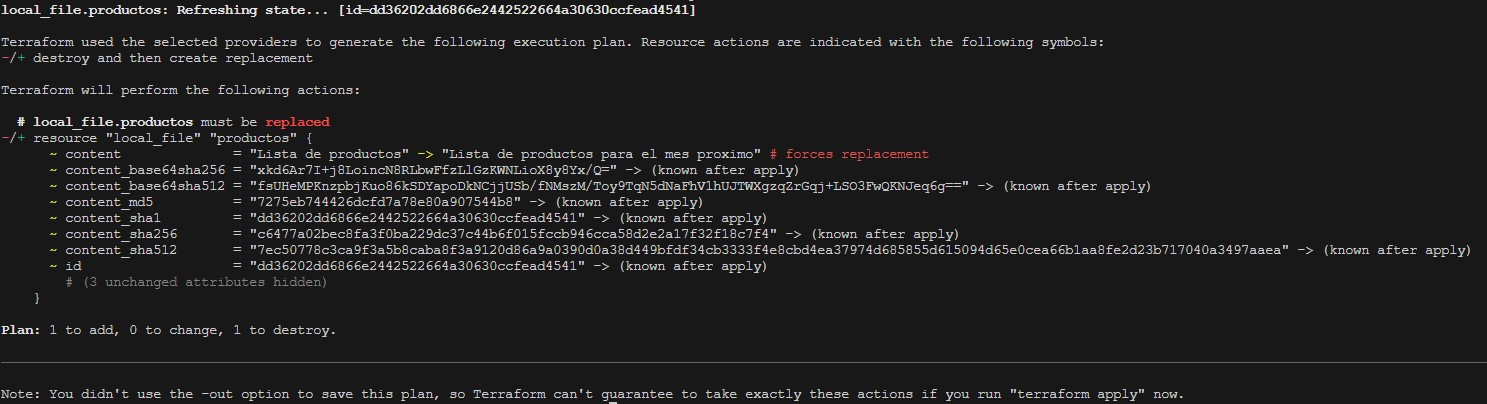 local_file.productos: Refreshing state... [id=dd36202dd6866e2442522664a30630ccfead4541]
Terraform used the selected providers to generate the following execution plan. Resource actions are indicated with the following symbols:
-/+ destroy and then create replacement
Terraform will perform the following actions:
# local_file.productos must be replaced
-/+ resource "local_file" "productos" {
~ content = "Lista de productos" -> "Lista de productos para el mes proximo" # forces replacement
~ content_base64sha256 = "xkd6Ar7I+j8LoincN8RLbwFfzLlGzKWNLioX8y8Yx/Q=" -> (known after apply)
~ content_base64sha512 = "fsUHeMPKnzpbjKuo86kSDYapoDkNCjjUSb/fNMszM/Toy9TqN5dNaFhV1hUJTWXgzqZrGqj+LSO3FwQKNJeq6g==" -> (known after apply)
~ content_md5 = "7275eb744426dcfd7a78e80a907544b8" -> (known after apply)
~ content_sha1 = "dd36202dd6866e2442522664a30630ccfead4541" -> (known after apply)
~ content_sha256 = "c6477a02bec8fa3f0ba229dc37c44b6f015fccb946cca58d2e2a17f32f18c7f4" -> (known after apply)
~ content_sha512 = "7ec50778c3ca9f3a5b8caba8f3a9120d86a9a0390d0a38d449bfdf34cb3333f4e8cbd4ea37974d685855d615094d65e0cea66b1aa8fe2d23b717040a3497aaea" -> (known after apply)
~ id = "dd36202dd6866e2442522664a30630ccfead4541" -> (known after apply)
# (3 unchanged attributes hidden)
}
Plan: 1 to add, 0 to change, 1 to destroy.
Note: You didn't use the -out option to save this plan, so Terraform can't guarantee to take exactly these actions if you run "terraform apply" now.